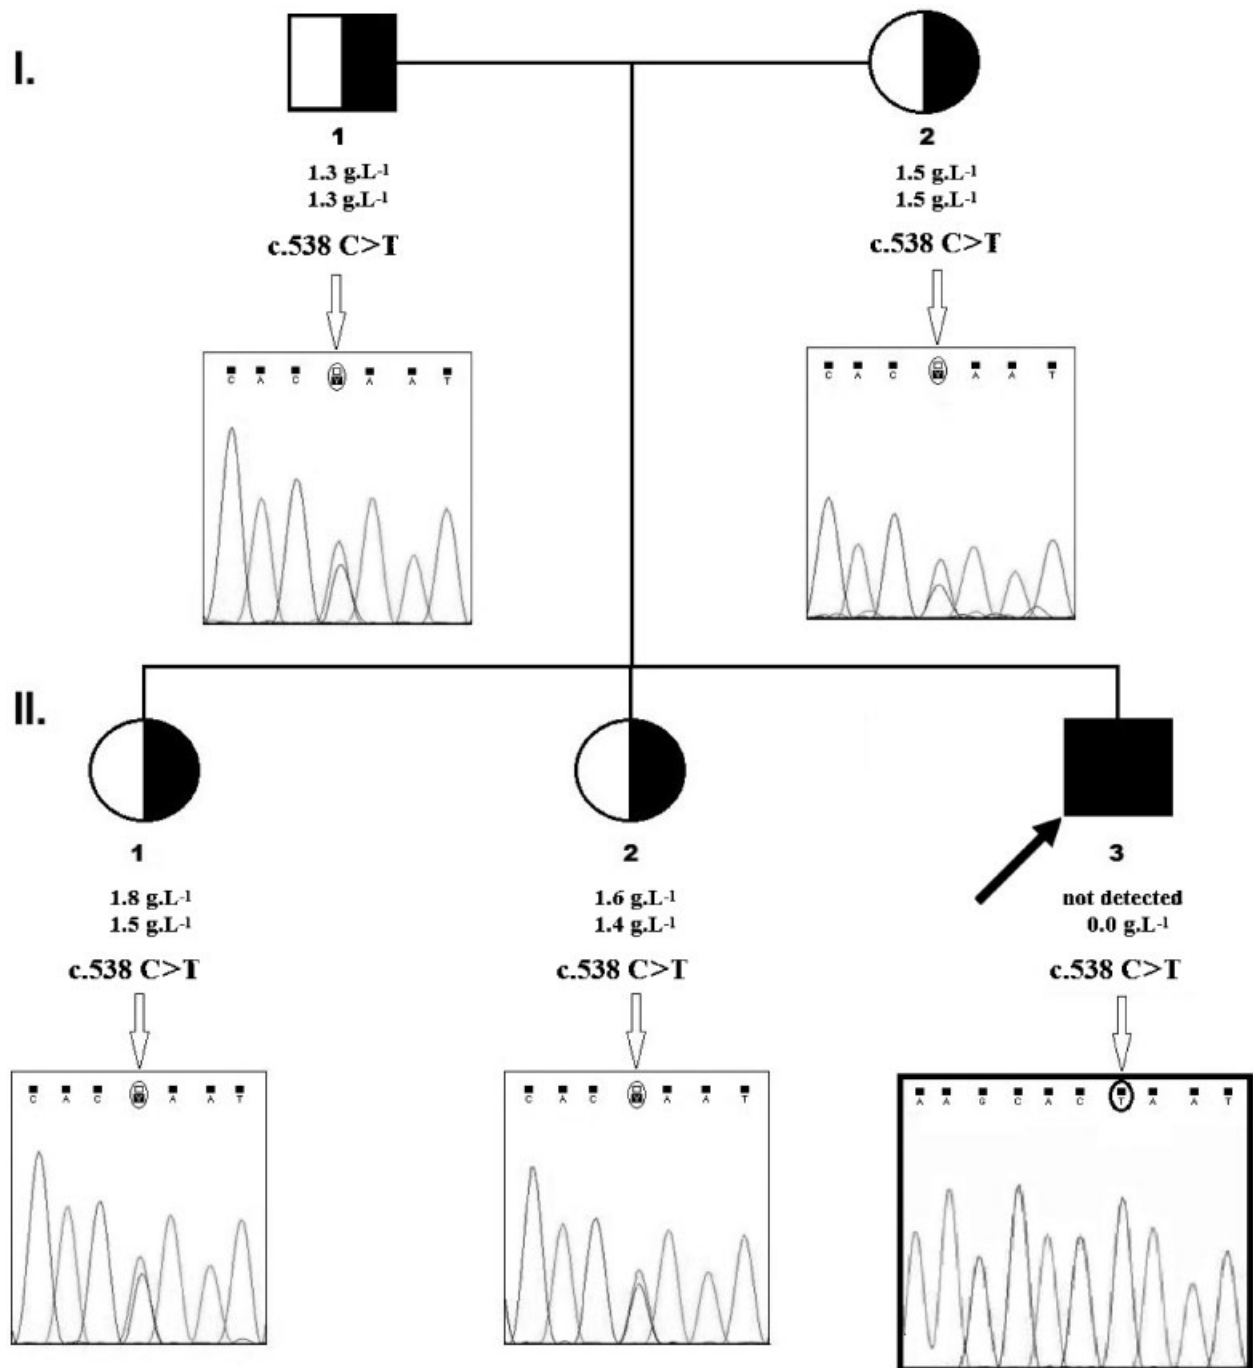 I.
1 2
1.3 g.L-1 1.5 g.L-1
1.3 g.L-1 1.5 g.L-1
c.538 C>T c.538 C>T
C A C Y A A T C A C Y A A T
II.
1 2 3
1.8 g.L-1 1.6 g.L-1 not detected
1.5 g.L-1 1.4 g.L-1 0.0 g.L-1
c.538 C>T c.538 C>T c.538 C>T
C A C Y A A T C A C Y A A T A A G C A C T A A T